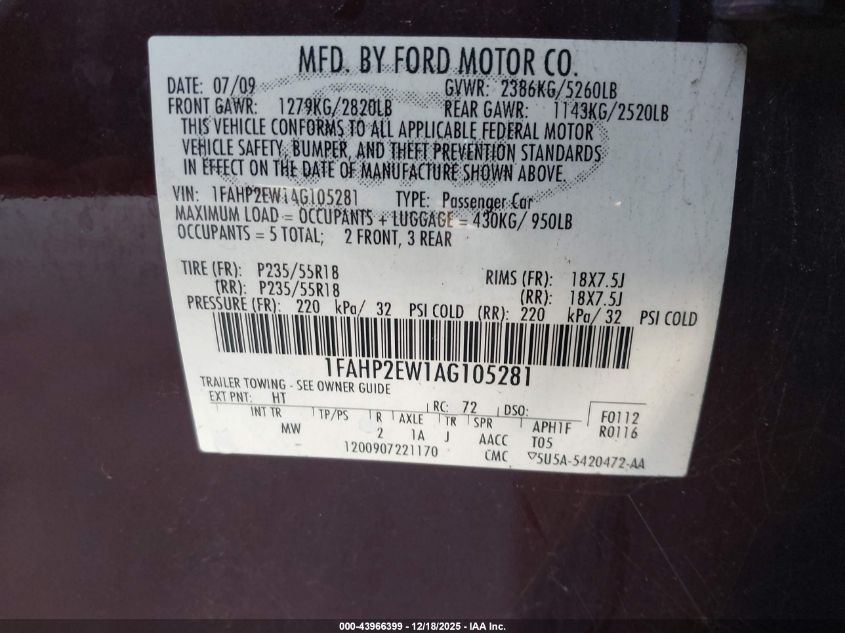 MFD. BY FORD MOTOR CO.
DATE: 07/09 GVWR: 2386KG/5260LB
FRONT GAWR: 1279KG/2820LB REAR GAWR: 1143KG/2520LB
THIS VEHICLE CONFORMS TO ALL APPLICABLE FEDERAL MOTOR
VEHICLE SAFETY, BUMPER, AND THEFT PREVENTION STANDARDS
IN EFFECT ON THE DATE OF MANUFACTURE SHOWN ABOVE.
VIN: 1FAHP2EW1AG105281 TYPE: Passenger Car
MAXIMUM LOAD = OCCUPANTS + LUGGAGE = 430KG/ 950LB
OCCUPANTS = 5 TOTAL; 2 FRONT, 3 REAR
TIRE (FR): P235/55R18 RIMS (FR): 18X7.5J
(RR): P235/55R18 (RR): 18X7.5J
PRESSURE (FR): 220 kPa/ 32 PSI COLD (RR): 220 kPa/ 32 PSI COLD
1FAHP2EW1AG105281
TRAILER TOWING - SEE OWNER GUIDE
EXT PNT: HT RC: 72 DSO: F0112
INT TR TP/PS R AXLE TR SPR APH1F R0116
MW 2 1A J AACC T05
- 1200907221170 CMC ▽5U5A-5420472-AA
000-43966399 | 12/18/2025 - IAA Inc.